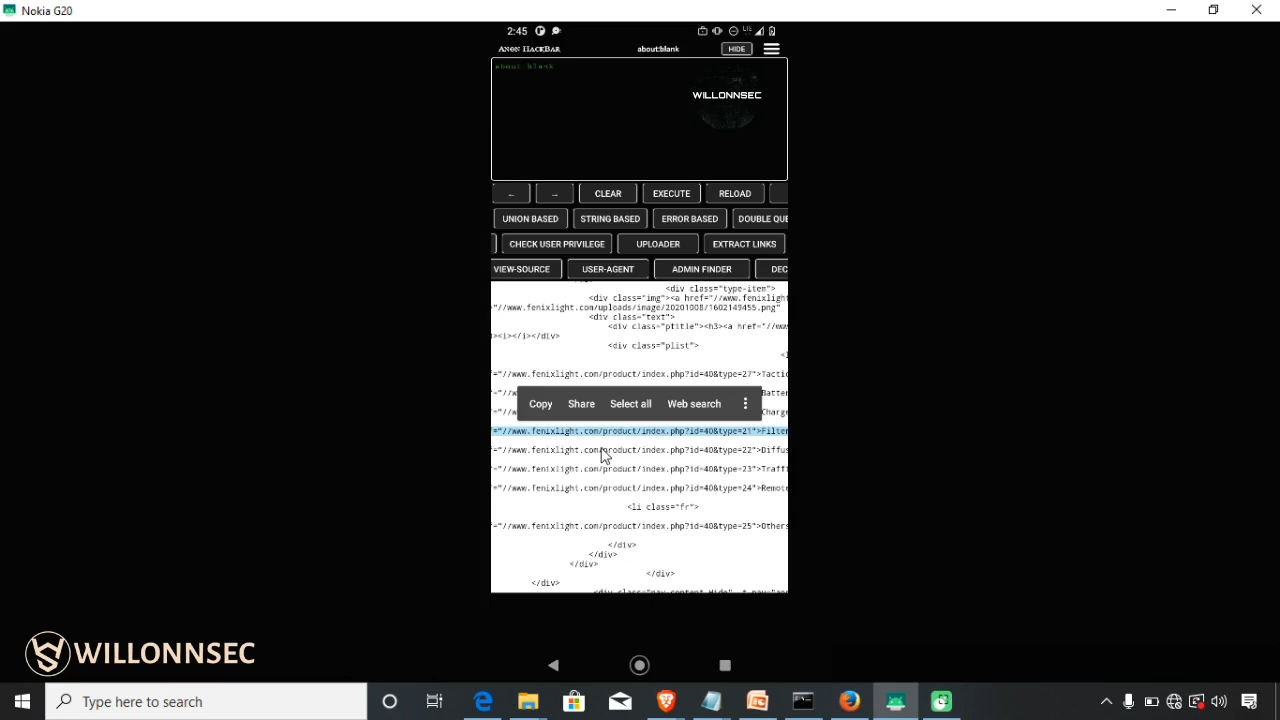 Nokia G20
2:45
LTE
Anon HackBar
about:blank
HIDE
about:blank
WILLONNSEC
CLEAR
EXECUTE
RELOAD
UNION BASED
STRING BASED
ERROR BASED
DOUBLE QUE
CHECK USER PRIVILEGE
UPLOADER
EXTRACT LINKS
VIEW-SOURCE
USER-AGENT
ADMIN FINDER
DEC
<div class="type-item">
<div class="img"><a href="//www.fenixligh
="//www.fenixlight.com/uploads/image/20201008/1602149455.png"
<div class="text">
<div class="ptitle"><h3><a href="//ww
><i></i></div>
<div class="plist">
<l
f="//www.fenixlight.com/product/index.php?id=40&type=27">Tactic
Batter
Copy Share Select all Web search
Charge
="//www.fenixlight.com/product/index.php?id=40&type=21">Filter
f="//www.fenixlight.com/product/index.php?id=40&type=22">Diffus
f="//www.fenixlight.com/product/index.php?id=40&type=23">Traffi
f="//www.fenixlight.com/product/index.php?id=40&type=24">Remote
<li class="fr">
f="//www.fenixlight.com/product/index.php?id=40&type=25">Others
</div>
</div>
</div>
</div>
</div>
WILLONNSEC
Type here to search